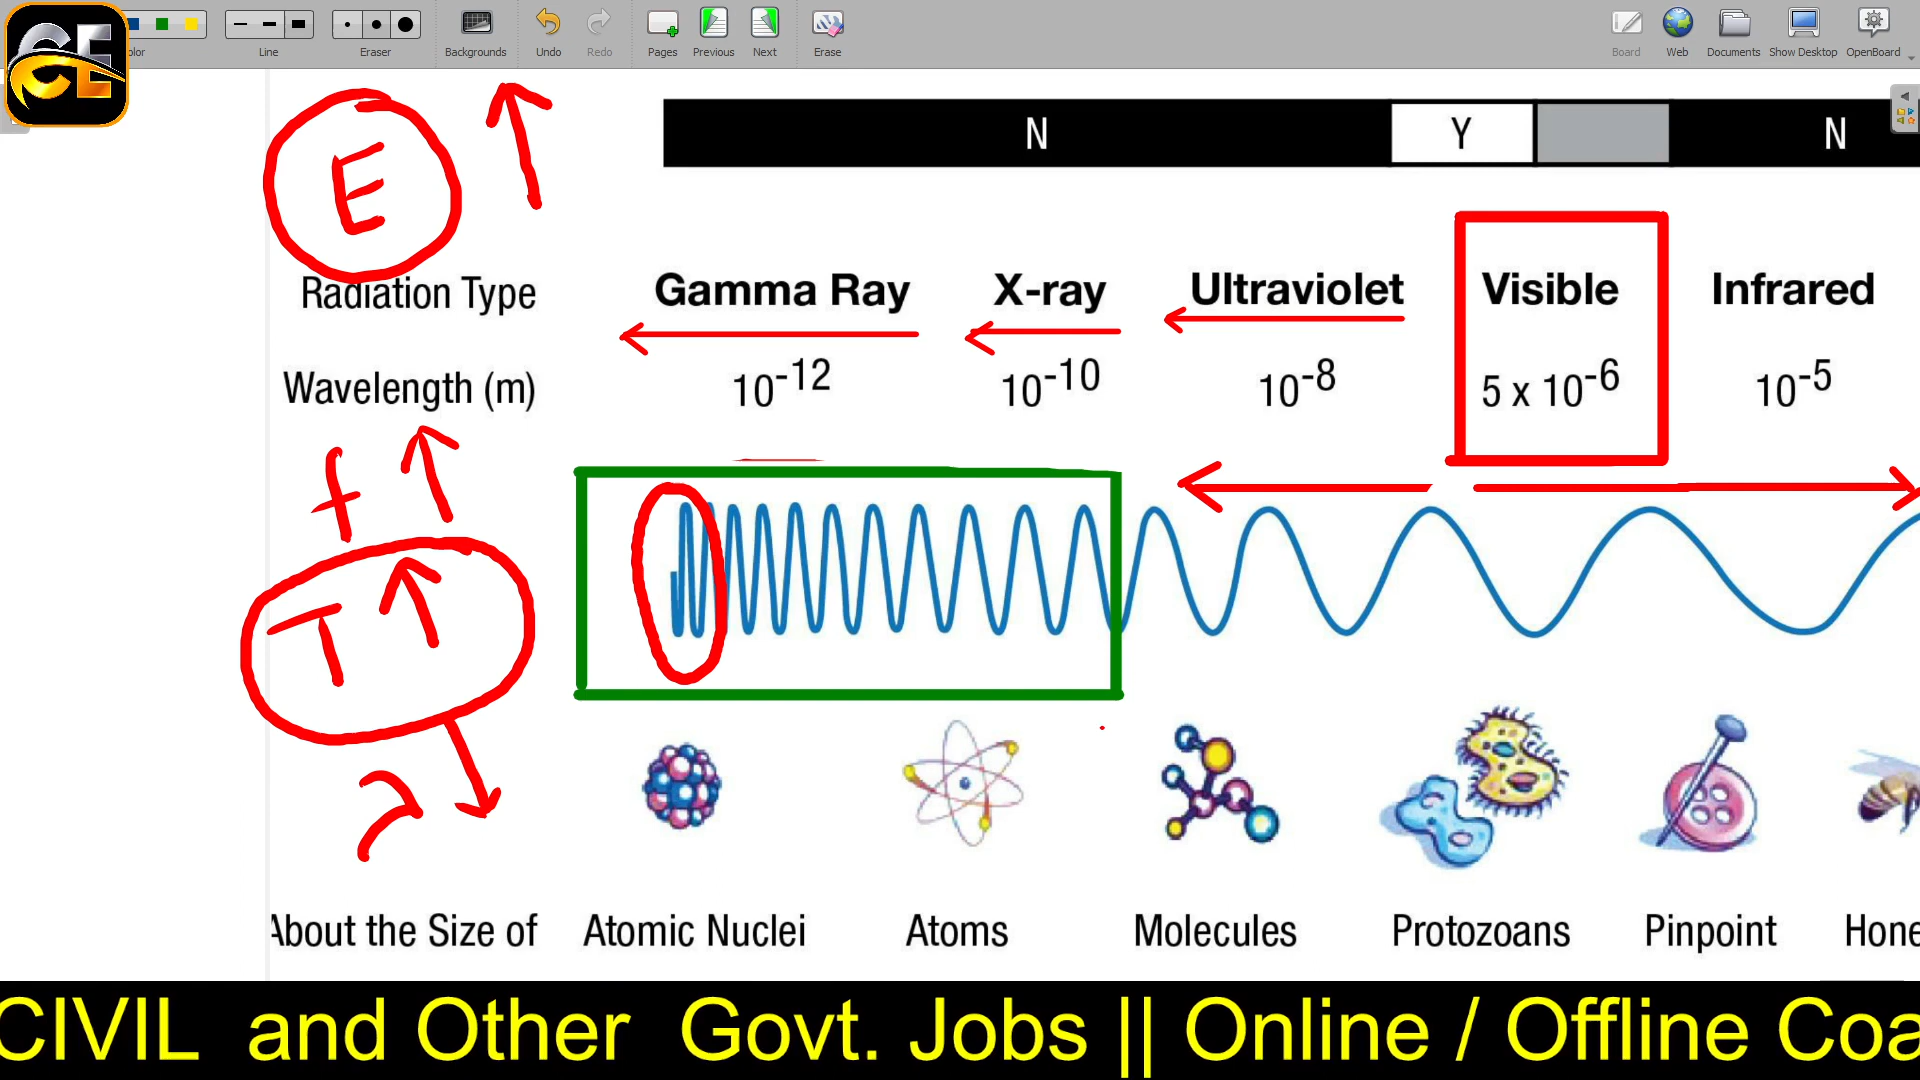 CE
Color
Line
Eraser
Backgrounds
Undo
Redo
Pages
Previous
Next
Erase
Board
Web
Documents
Show Desktop
OpenBoard
N Y N
E
Radiation Type Gamma Ray X-ray Ultraviolet Visible Infrared
Wavelength (m) 10⁻¹² 10⁻¹⁰ 10⁻⁸ 5 x 10⁻⁶ 10⁻⁵
f
T
About the Size of Atomic Nuclei Atoms Molecules Protozoans Pinpoint Hone
CIVIL and Other Govt. Jobs || Online / Offline Coa